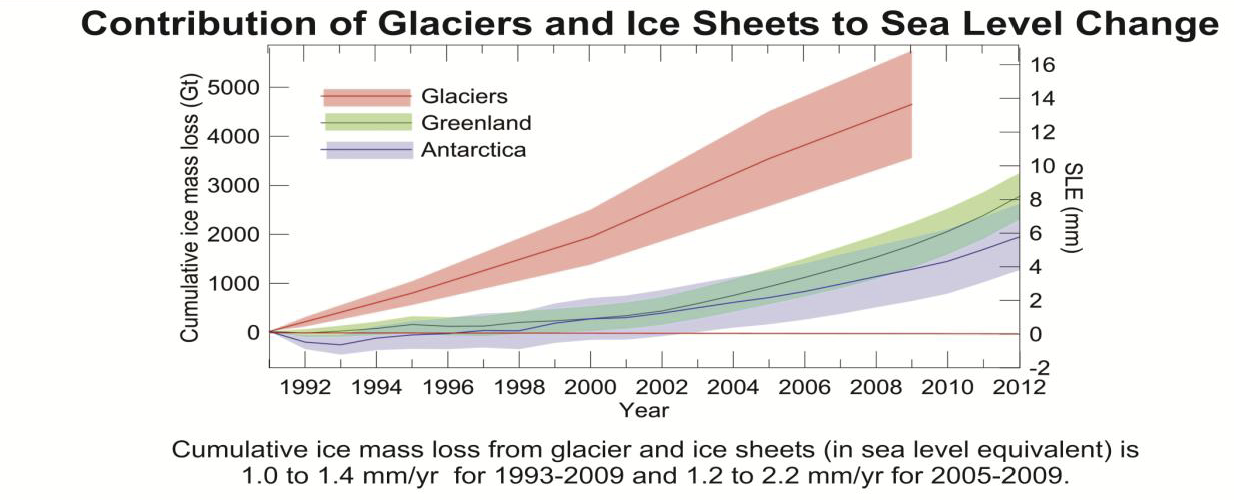 Contribution of Glaciers and Ice Sheets to Sea Level Change
Cumulative ice mass loss (Gt)
5000
4000
3000
2000
1000
0
Glaciers
Greenland
Antarctica
16
14
12
10
8
6
4
2
0
-2
SLE (mm)
1992 1994 1996 1998 2000 2002 2004 2006 2008 2010 2012
Year
Cumulative ice mass loss from glacier and ice sheets (in sea level equivalent) is
1.0 to 1.4 mm/yr for 1993-2009 and 1.2 to 2.2 mm/yr for 2005-2009.